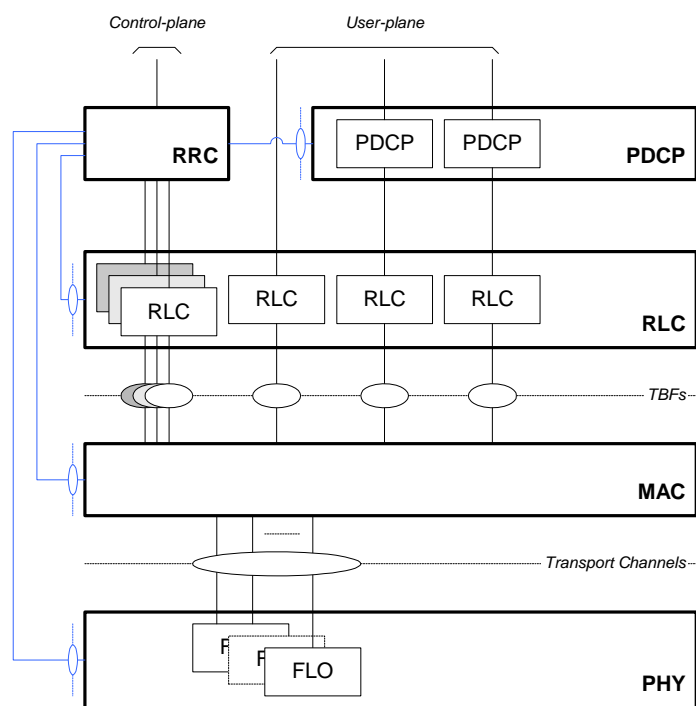 Control-plane
User-plane
RRC
PDCP
PDCP
PDCP
RLC
RLC
RLC
RLC
RLC
TBFs
MAC
Transport Channels
F
F
FLO
PHY